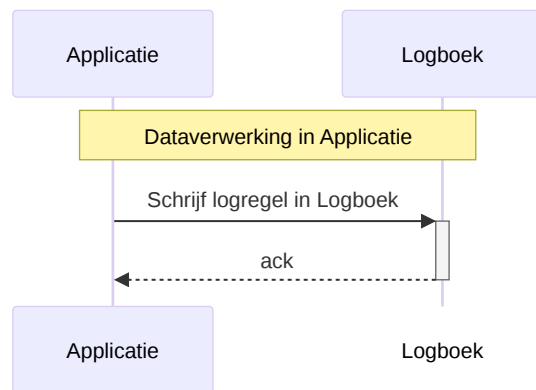 Applicatie
Logboek
Dataverwerking in Applicatie
Schrijf logregel in Logboek
ack
Applicatie
Logboek